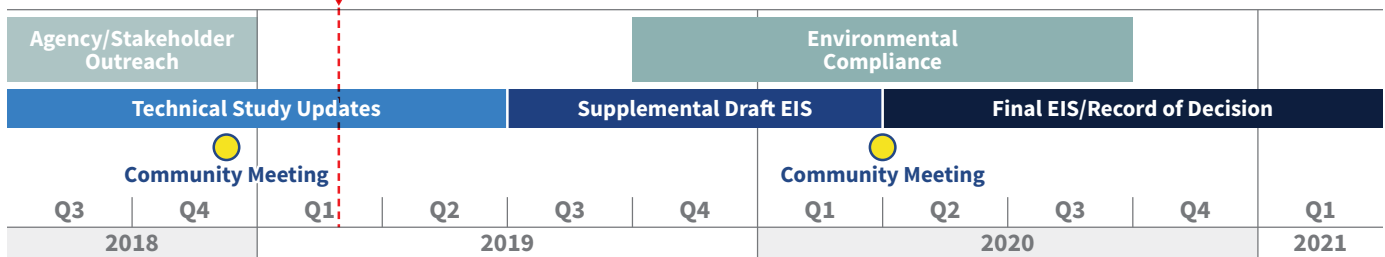 Agency/Stakeholder
Outreach
Environmental
Compliance
Technical Study Updates
Supplemental Draft EIS
Final EIS/Record of Decision
Community Meeting
Community Meeting
Q3 Q4 Q1 Q2 Q3 Q4 Q1 Q2 Q3 Q4 Q1
2018 2019 2020 2021